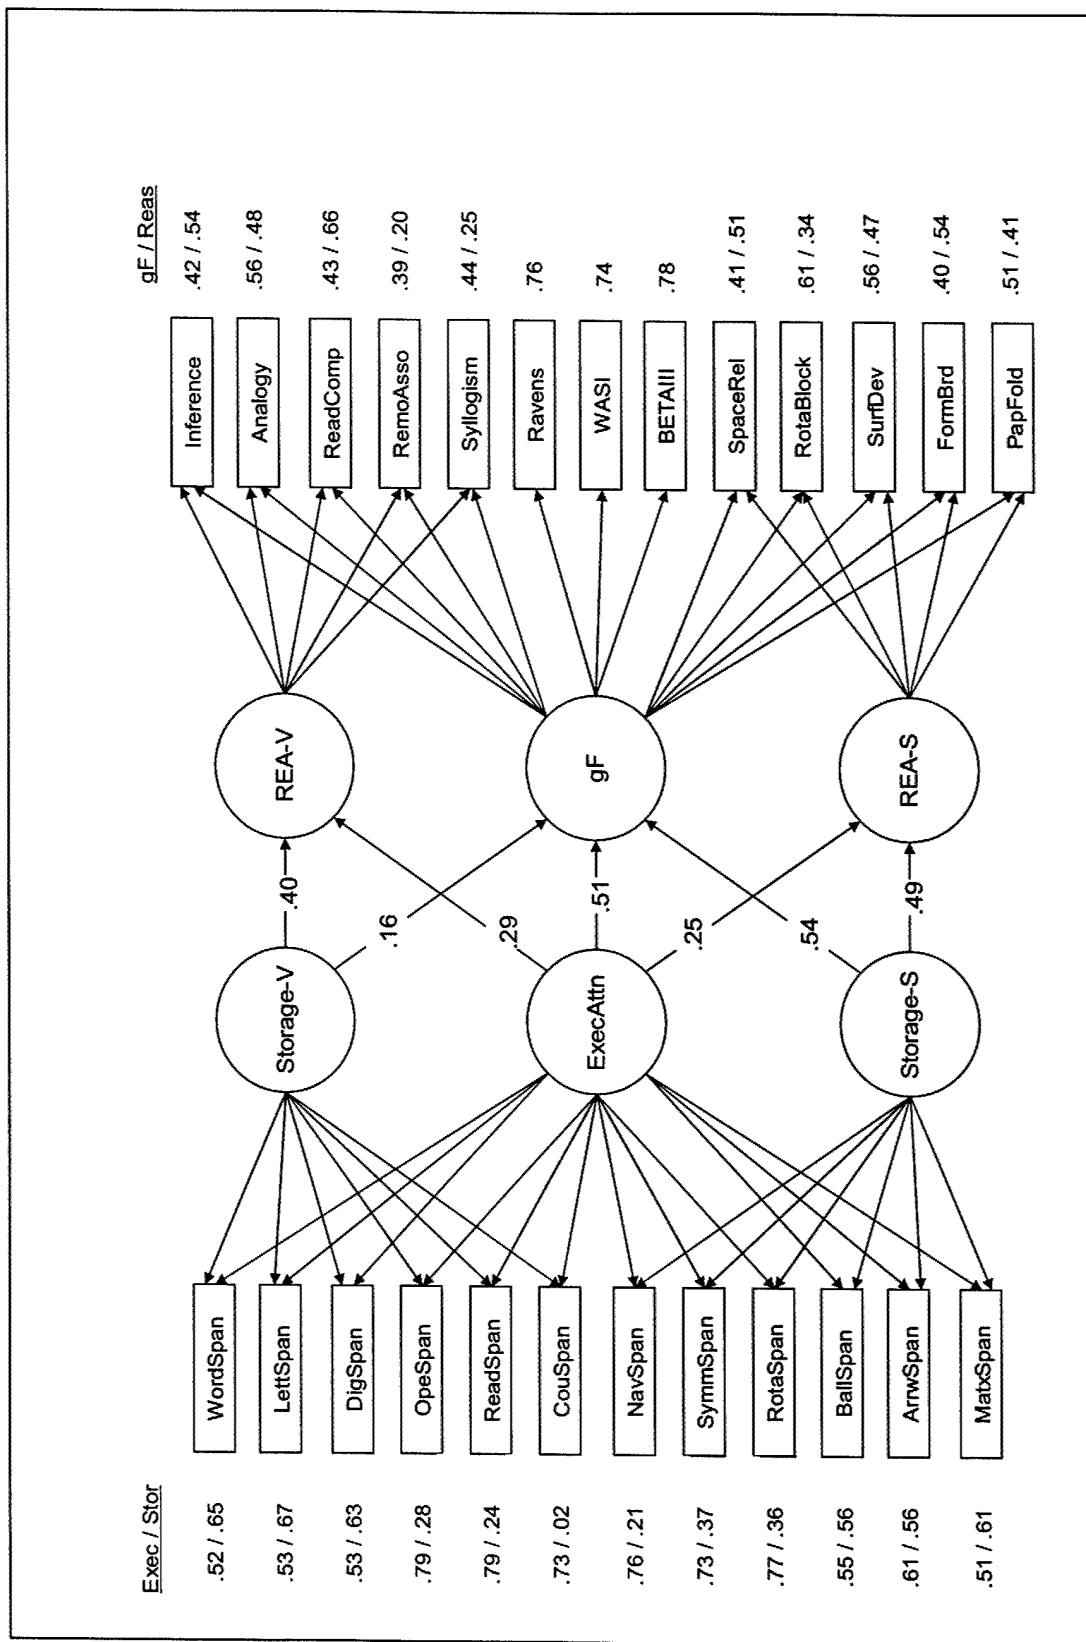 Exec / Stor
.52 / .65
.53 / .67
.53 / .63
.79 / .28
.79 / .24
.73 / .02
.76 / .21
.73 / .37
.77 / .36
.55 / .56
.61 / .56
.51 / .61
WordSpan
LettSpan
DigSpan
OpeSpan
ReadSpan
CouSpan
NavSpan
SymmSpan
RotaSpan
BallSpan
ArrwSpan
MatxSpan
Storage-V
ExecAttn
Storage-S
.40
.16
.29
.51
.25
.54
.49
REA-V
gF
REA-S
Inference
Analogy
ReadComp
RemoAsso
Syllogism
Ravens
WASI
BETAIII
SpaceRel
RotaBlock
SurfDev
FormBrd
PapFold
gF / Reas
.42 / .54
.56 / .48
.43 / .66
.39 / .20
.44 / .25
.76
.74
.78
.41 / .51
.61 / .34
.56 / .47
.40 / .54
.51 / .41